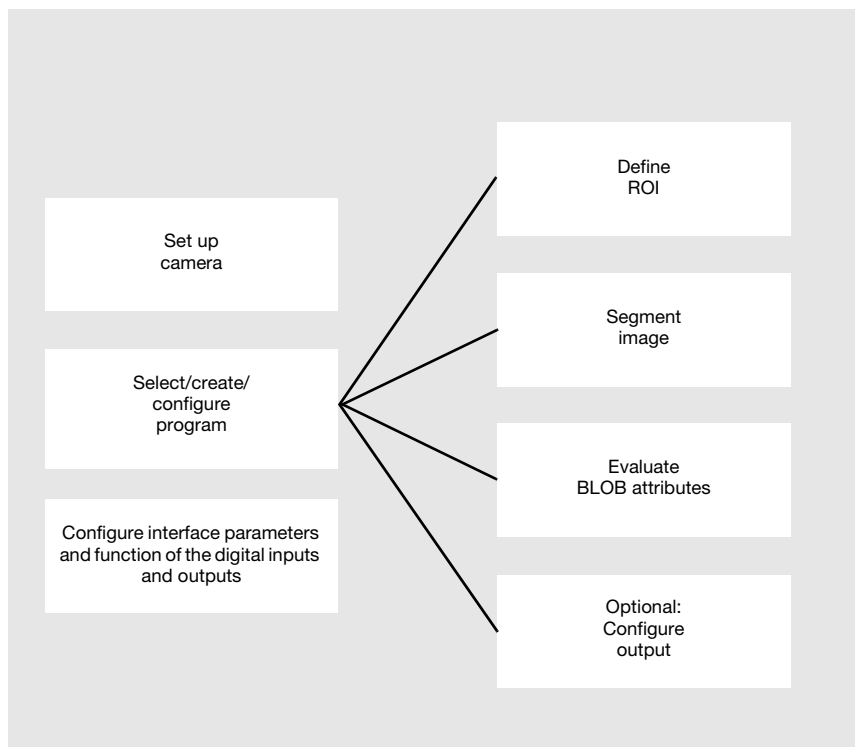 Set up
camera
Select/create/
configure
program
Configure interface parameters
and function of the digital inputs
and outputs
Define
ROI
Segment
image
Evaluate
BLOB attributes
Optional:
Configure
output